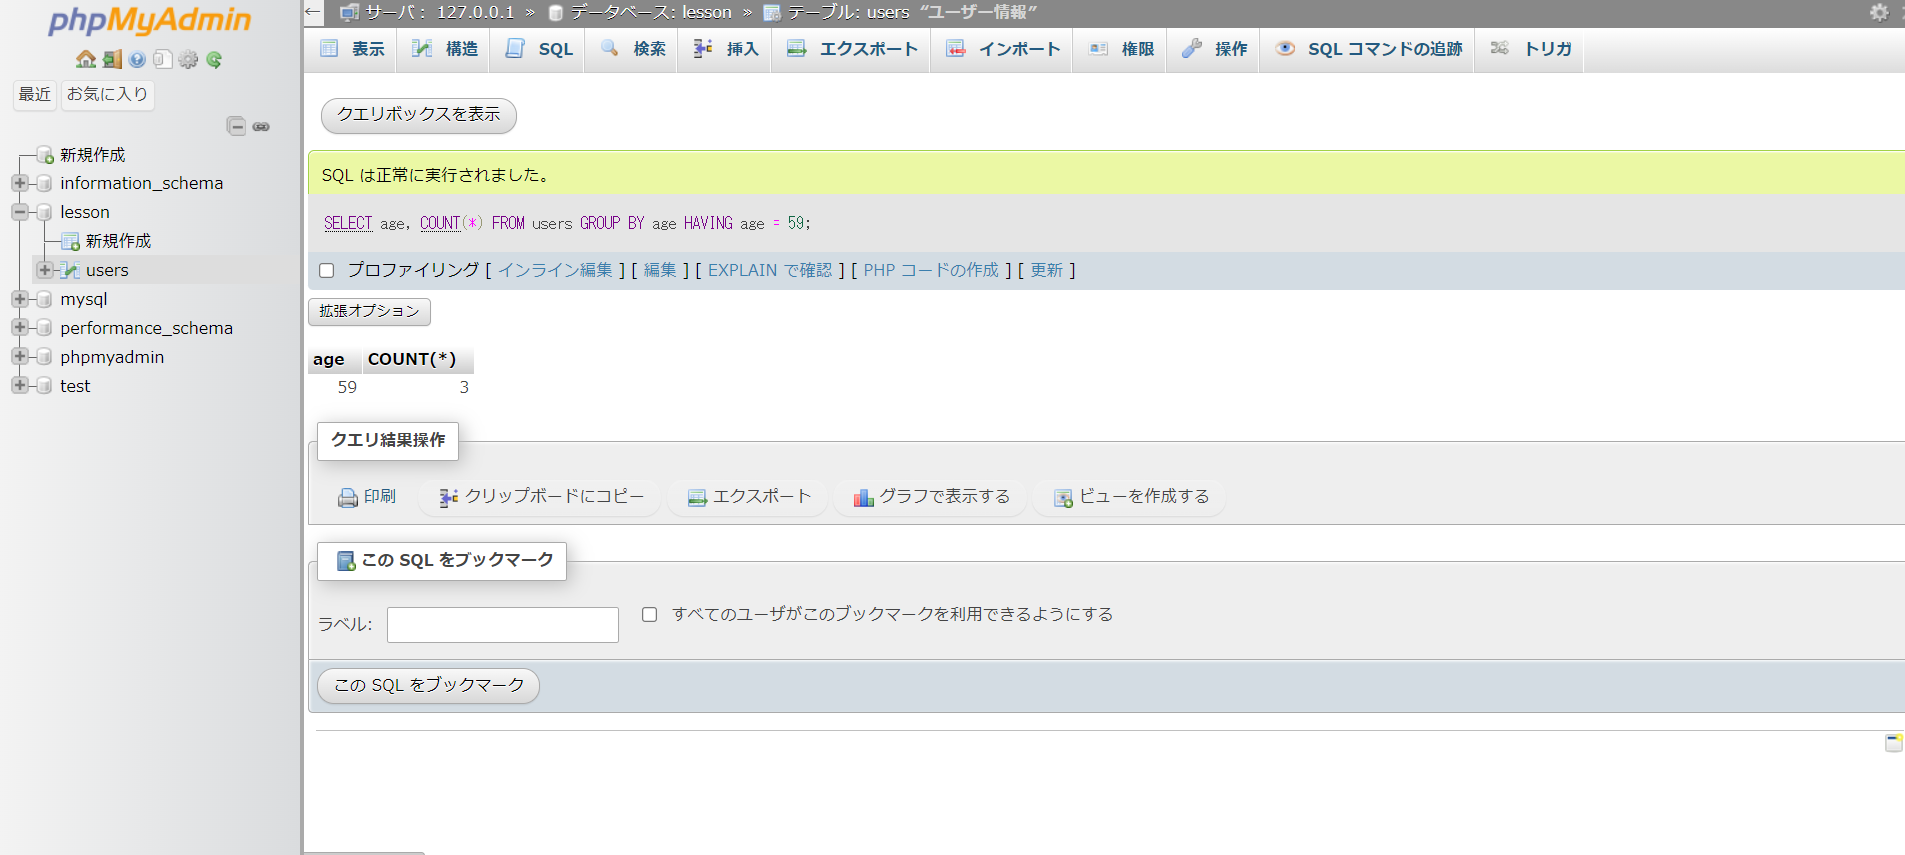 phpMyAdmin
最近 お気に入り
新規作成
information_schema
lesson
新規作成
users
mysql
performance_schema
phpmyadmin
test
← サーバ: 127.0.0.1 » データベース: lesson » テーブル: users “ユーザー情報”
表示 構造 SQL 検索 挿入 エクスポート インポート 権限 操作 SQL コマンドの追跡 トリガ
クエリボックスを表示
SQL は正常に実行されました。
SELECT age, COUNT(*) FROM users GROUP BY age HAVING age = 59;
プロファイリング [ インライン編集 ] [ 編集 ] [ EXPLAIN で確認 ] [ PHP コードの作成 ] [ 更新 ]
拡張オプション
age COUNT(*)
59 3
クエリ結果操作
印刷 クリップボードにコピー エクスポート グラフで表示する ビューを作成する
この SQL をブックマーク
ラベル: すべてのユーザがこのブックマークを利用できるようにする
この SQL をブックマーク